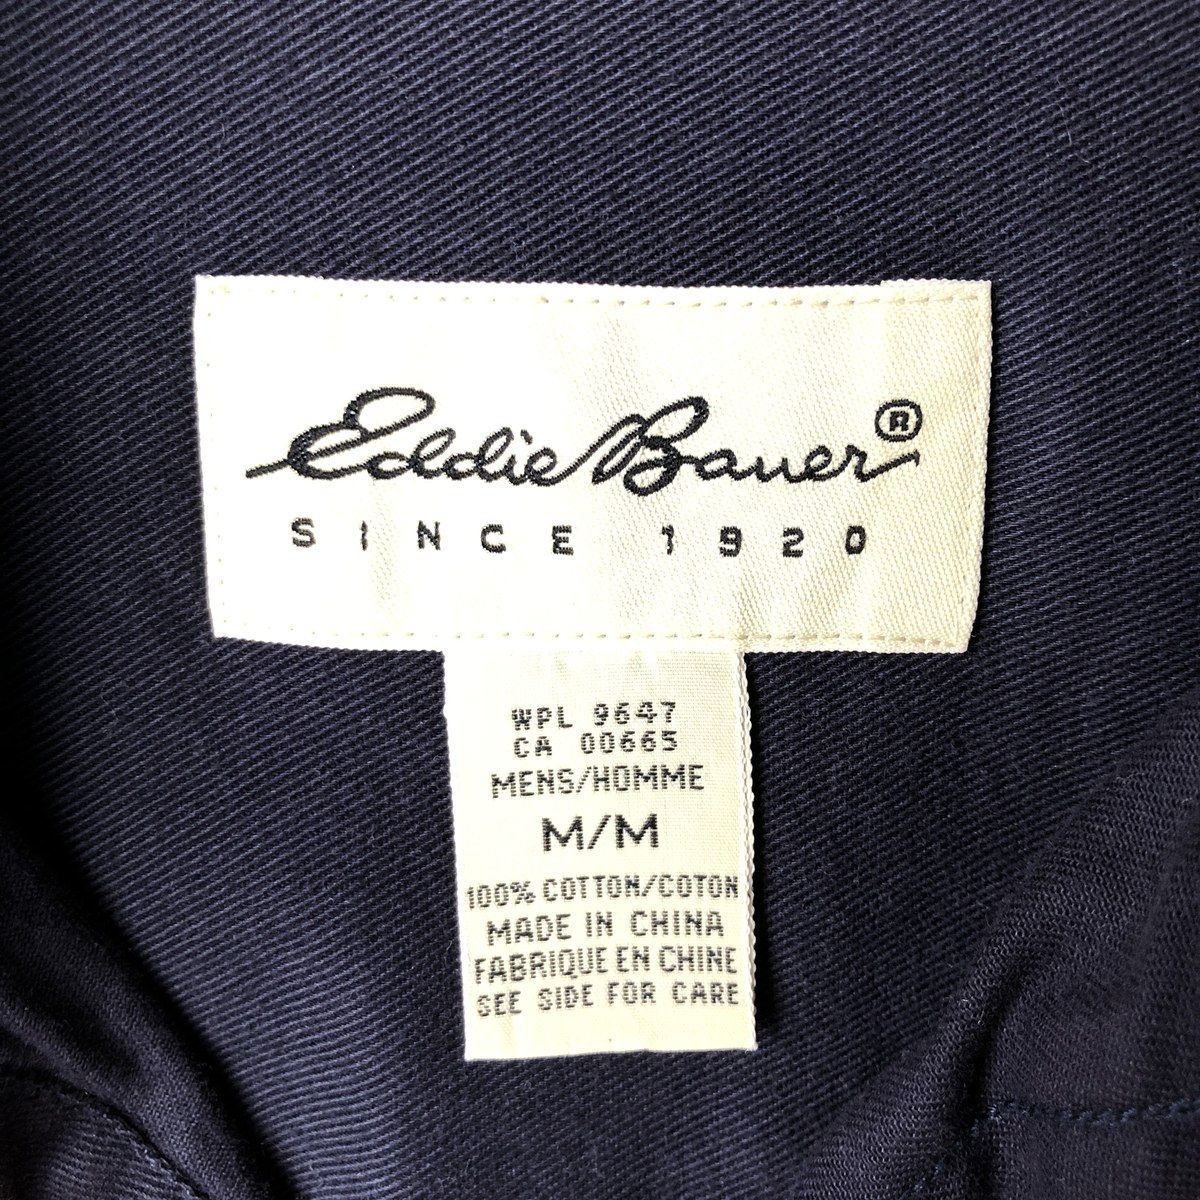 Eddie Bauer®
SINCE 1920
WPL 9647
CA 00665
MENS/HOMME
M/M
100% COTTON/COTON
MADE IN CHINA
FABRIQUE EN CHINE
SEE SIDE FOR CARE